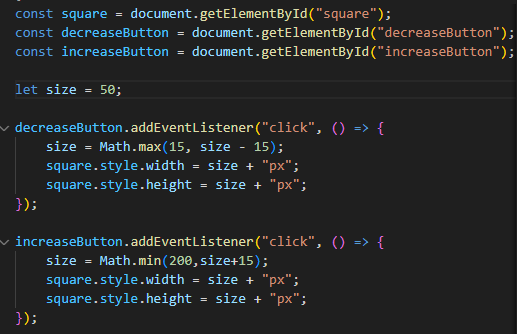 const square = document.getElementById("square");
const decreaseButton = document.getElementById("decreaseButton");
const increaseButton = document.getElementById("increaseButton");
let size = 50;
decreaseButton.addEventListener("click", () => {
    size = Math.max(15, size - 15);
    square.style.width = size + "px";
    square.style.height = size + "px";
});
increaseButton.addEventListener("click", () => {
    size = Math.min(200,size+15);
    square.style.width = size + "px";
    square.style.height = size + "px";
});